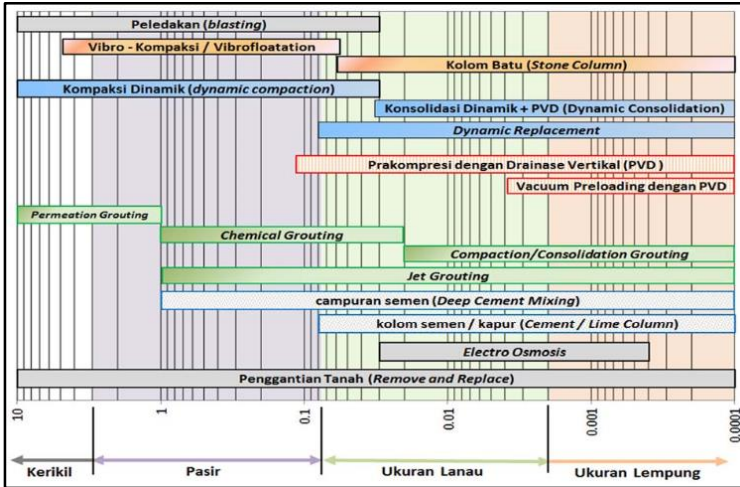 Peledakan (blasting)
Vibro - Kompaksi / Vibrofloatation
Kolom Batu (Stone Column)
Kompaksi Dinamik (dynamic compaction)
Konsolidasi Dinamik + PVD (Dynamic Consolidation)
Dynamic Replacement
Prakompresi dengan Drainase Vertikal (PVD )
Vacuum Preloading dengan PVD
Permeation Grouting
Chemical Grouting
Compaction/Consolidation Grouting
Jet Grouting
campuran semen (Deep Cement Mixing)
kolom semen / kapur (Cement / Lime Column)
Electro Osmosis
Penggantian Tanah (Remove and Replace)
10 1 0.1 0.01 0.001 0.0001
Kerikil Pasir Ukuran Lanau Ukuran Lempung